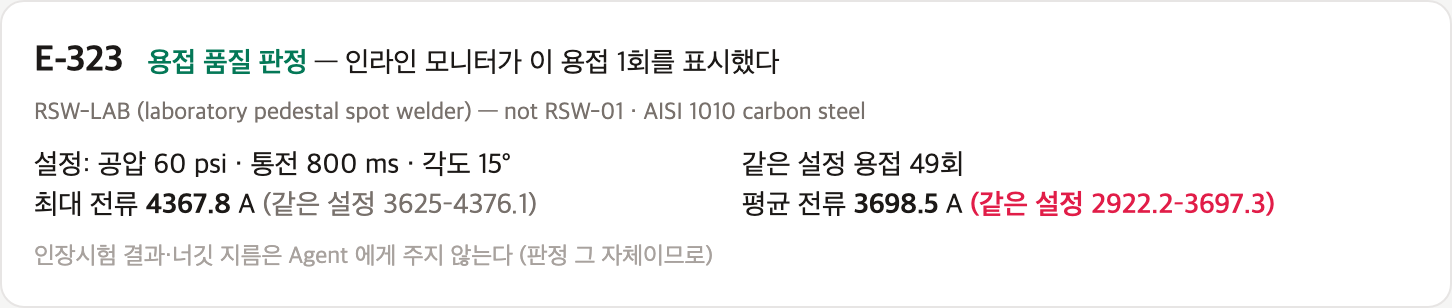 E-323 용접 품질 판정 — 인라인 모니터가 이 용접 1회를 표시했다
RSW-LAB (laboratory pedestal spot welder) — not RSW-01 · AISI 1010 carbon steel
설정: 공압 60 psi · 통전 800 ms · 각도 15°
같은 설정 용접 49회
최대 전류 4367.8 A (같은 설정 3625-4376.1)
평균 전류 3698.5 A (같은 설정 2922.2-3697.3)
인장시험 결과·너깃 지름은 Agent 에게 주지 않는다 (판정 그 자체이므로)